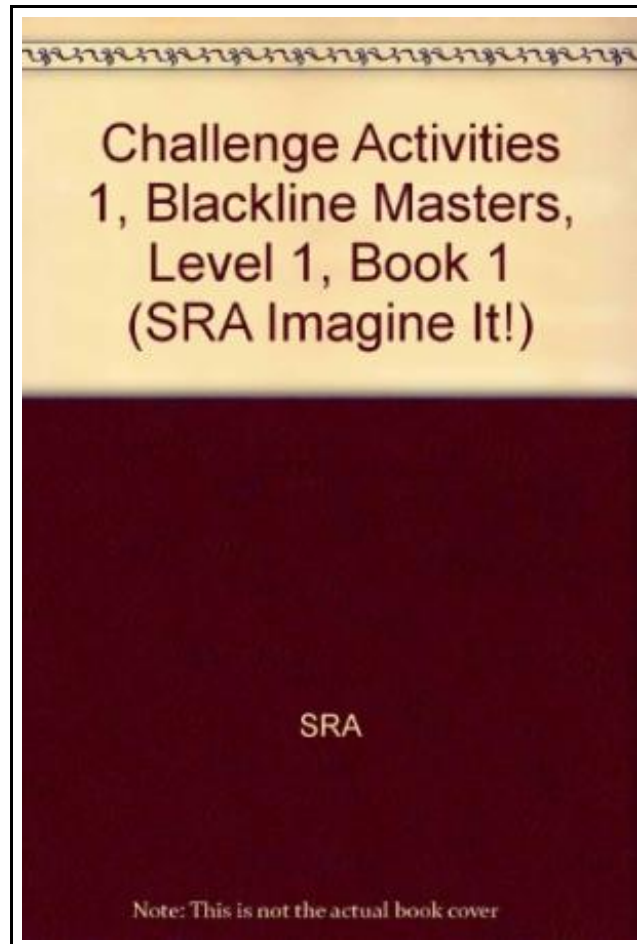 Challenge Activities
1, Blackline Masters,
Level 1, Book 1
(SRA Imagine It!)
SRA
Note: This is not the actual book cover